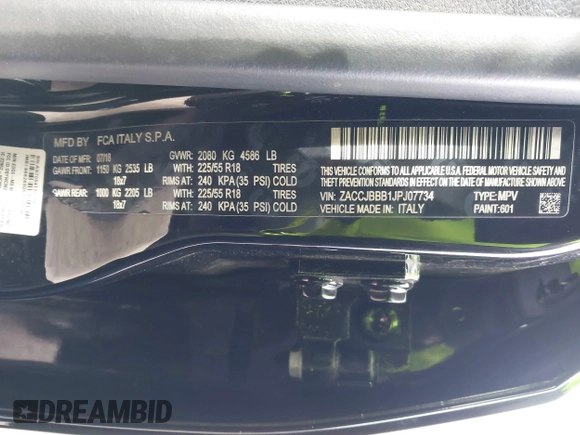 MFD BY FCA ITALY S.P.A.
DATE OF MFR 07/18 GVWR: 2080 KG 4586 LB
GAWR FRONT: 1150 KG 2535 LB WITH: 225/55 R18 TIRES
18x7 RIMS AT: 240 KPA (35 PSI) COLD
GAWR REAR: 1000 KG 2205 LB WITH: 225/55 R18 TIRES
18x7 RIMS AT: 240 KPA (35 PSI) COLD
THIS VEHICLE CONFORMS TO ALL APPLICABLE U.S.A. FEDERAL MOTOR VEHICLE
SAFETY, BUMPER, AND THEFT PREVENTION STANDARDS IN EFFECT ON THE DATE
OF MANUFACTURE SHOWN ABOVE.
VIN: ZACCJBBB1JPJ07734 TYPE: MPV
VEHICLE MADE IN: ITALY PAINT: 601
DREAMBID